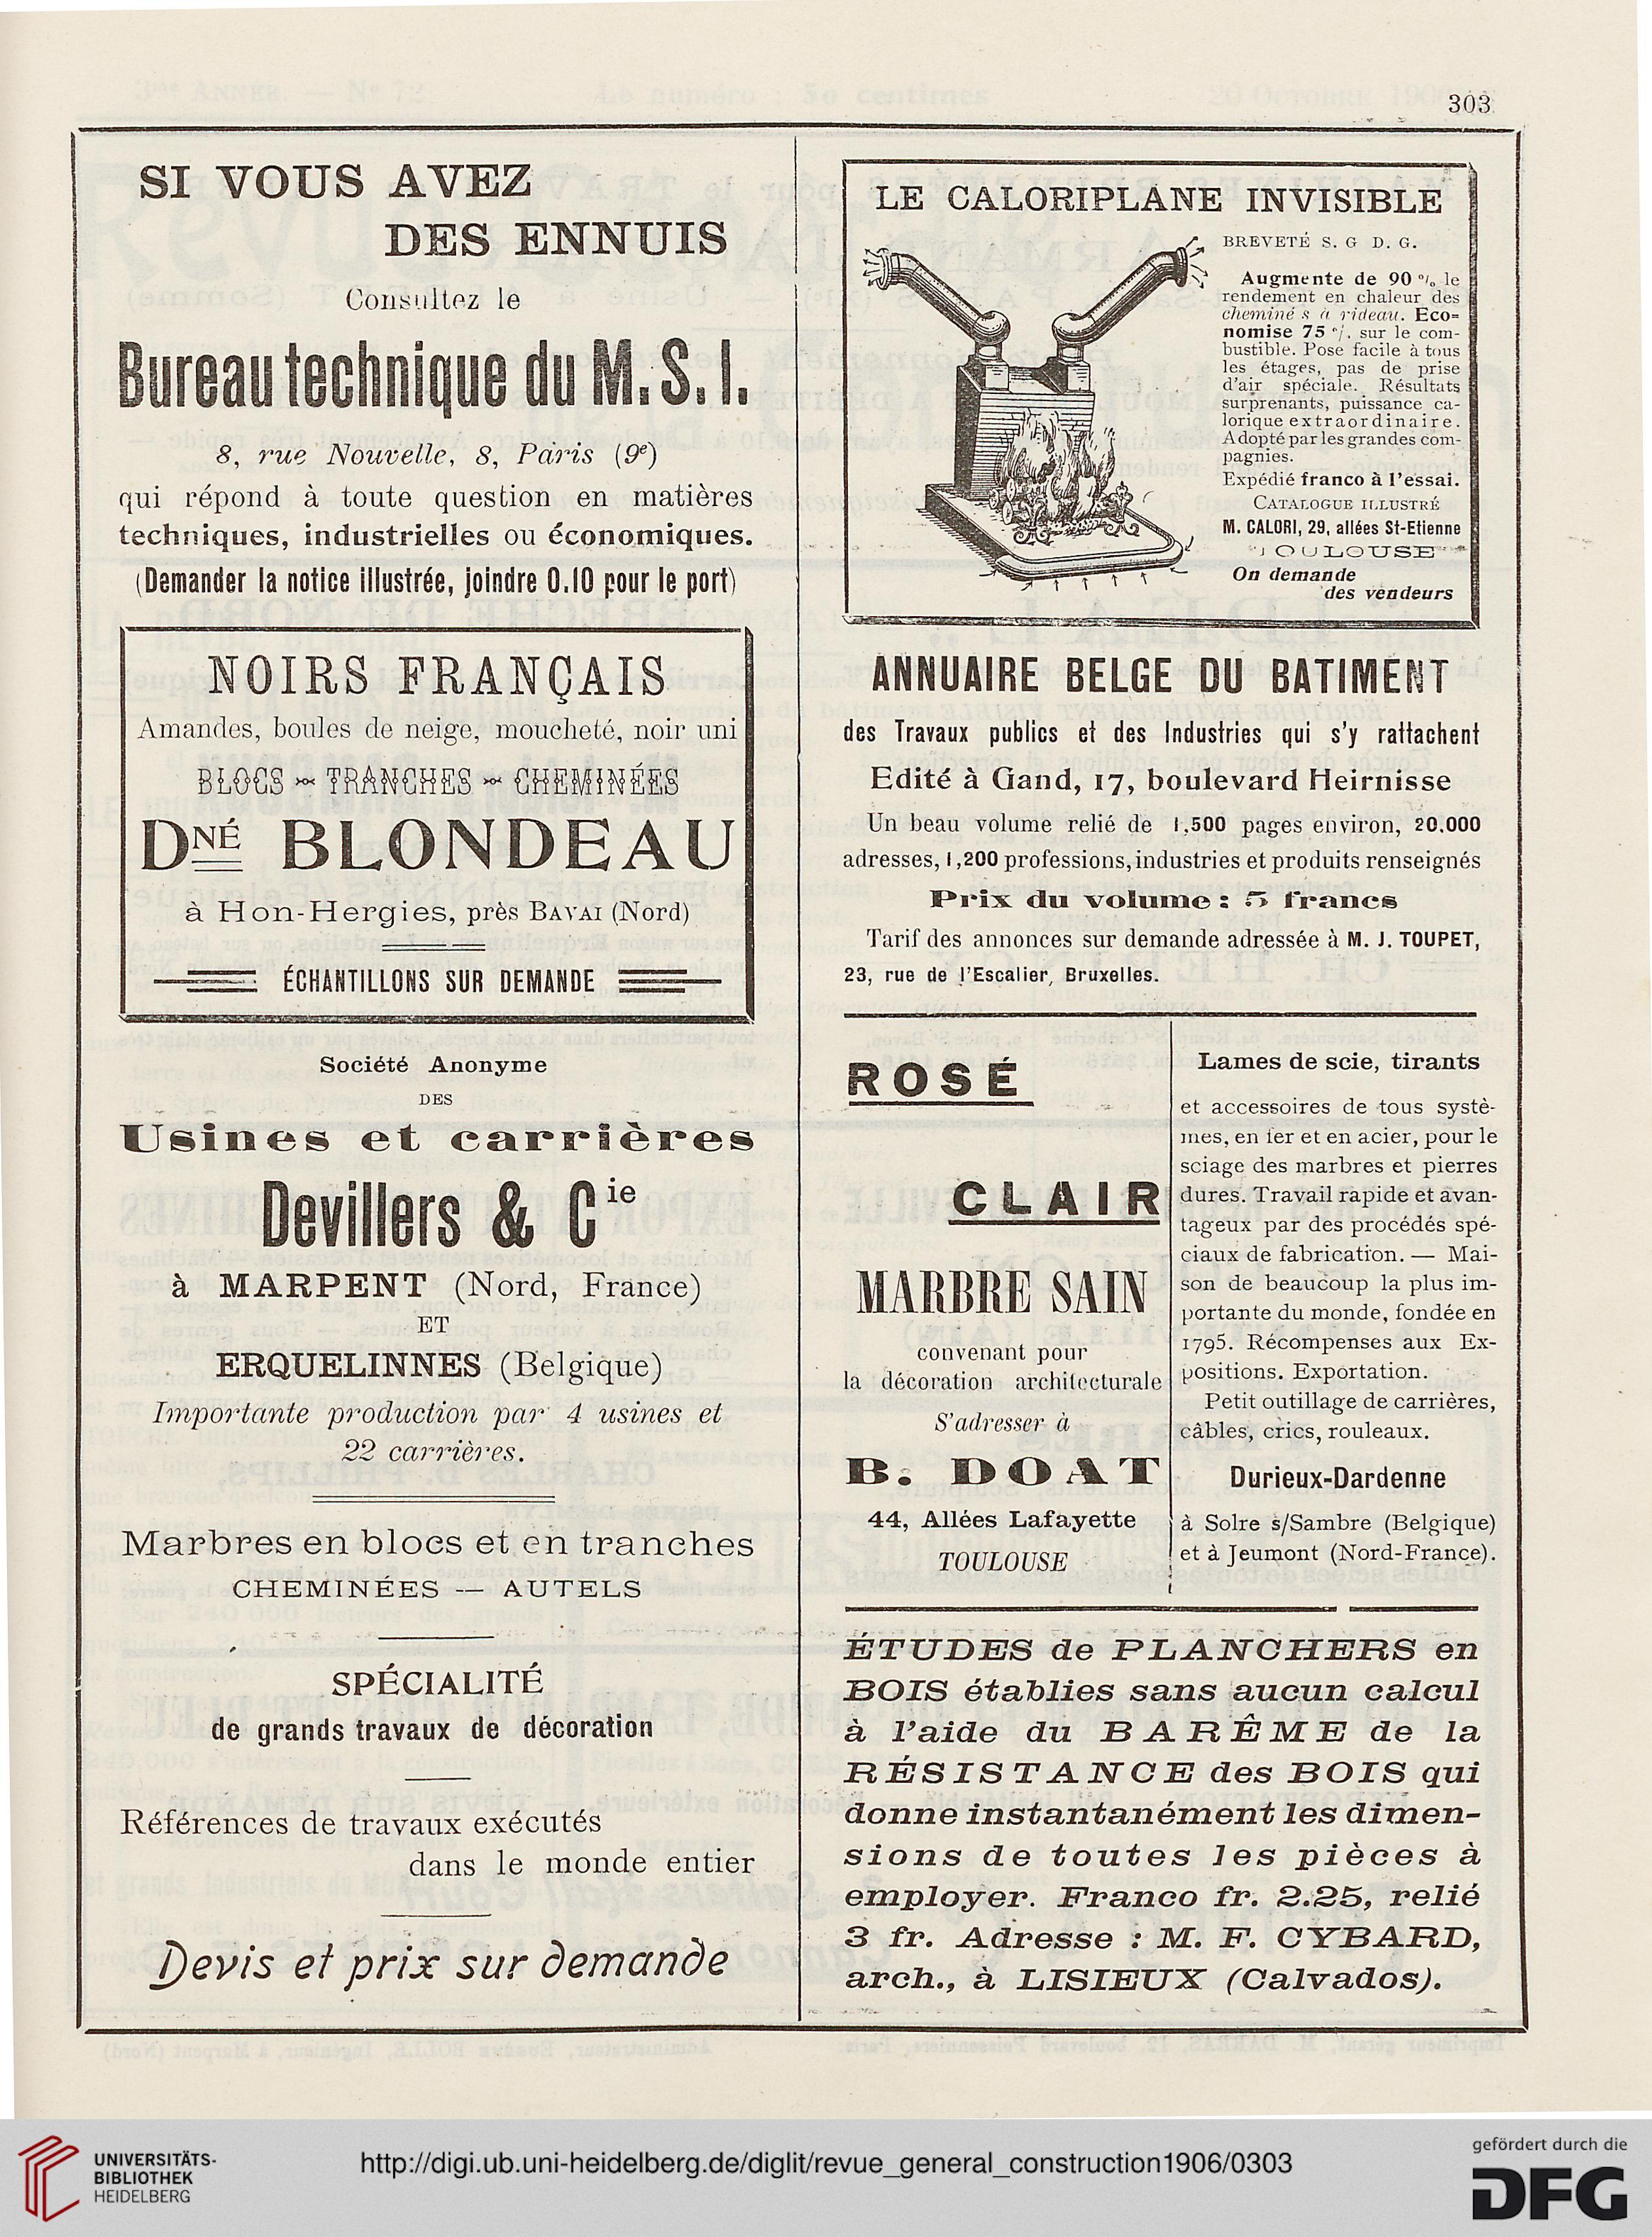 303
SI VOUS AVEZ
DES ENNUIS
Consultez le
Bureau technique du M.S.I.
8, rue Nouvelle, 8, Paris (9e)
qui répond à toute question en matières
techniques, industrielles ou économiques.
(Demander la notice illustrée, joindre 0.10 pour le port)
NOIRS FRANÇAIS
Amandes, boules de neige, moucheté, noir uni
BLOCS TRANCHES CHEMINÉES
DNÉ BLONDEAU
à Hon-Hergies, près BAVAI (Nord)
ÉCHANTILLONS SUR DEMANDE
Société Anonyme
DES
Usines et carrières
Devillers & Cie
à MARPENT (Nord, France)
ET
ERQUELINNES (Belgique)
Importante production par 4 usines et
22 carrières.
Marbres en blocs et en tranches
CHEMINÉES — AUTELS
SPÉCIALITÉ
de grands travaux de décoration
Références de travaux exécutés
dans le monde entier
Devis et prix sur demande
LE CALORIPLANE INVISIBLE
BREVETÉ S. G D. G.
Augmente de 90 % le
rendement en chaleur des
cheminé s à rideau. Eco=
nomise 75 %. sur le com-
bustible. Pose facile à tous
les étages, pas de prise
d'air spéciale. Résultats
surprenants, puissance ca-
lorique extraordinaire.
Adopté par les grandes com-
pagnies.
Expédié franco à l'essai.
CATALOGUE ILLUSTRÉ
M. CALORI, 29, allées St-Etienne
TOULOUSE
On demande
des vendeurs
ANNUAIRE BELGE DU BATIMENT
des Travaux publics et des Industries qui s'y rattachent
Edité à Gand, 17, boulevard Heirnisse
Un beau volume relié de 1,500 pages environ, 20.000
adresses, 1,200 professions, industries et produits renseignés
Prix du volume : 5 francs
Tarif des annonces sur demande adressée à M. J. TOUPET,
23, rue de l'Escalier, Bruxelles.
ROSÉ
CLAIR
MARBRE SAIN
convenant pour
la décoration architecturale
S'adresser à
B. DOAT
44, Allées Lafayette
TOULOUSE
Lames de scie, tirants
et accessoires de tous systè-
mes, en fer et en acier, pour le
sciage des marbres et pierres
dures. Travail rapide et avan-
tageux par des procédés spé-
ciaux de fabrication. — Mai-
son de beaucoup la plus im-
portante du monde, fondée en
1795. Récompenses aux Ex-
positions. Exportation.
Petit outillage de carrières,
câbles, crics, rouleaux.
Durieux-Dardenne
à Solre s/Sambre (Belgique)
et à Jeumont (Nord-France).
ÉTUDES de PLANCHERS en
BOIS établies sans aucun calcul
à l'aide du BARÊME de la
RÉSISTANCE des BOIS qui
donne instantanément les dimen-
sions de toutes les pièces à
employer. Franco fr. 2.25, relié
3 fr. Adresse : M. F. CYBARD,
arch., à LISIEUX (Calvados).
UNIVERSITÄTS-
BIBLIOTHEK
HEIDELBERG
http://digi.ub.uni-heidelberg.de/diglit/revue_general_construction1906/0303
gefördert durch die
DFG